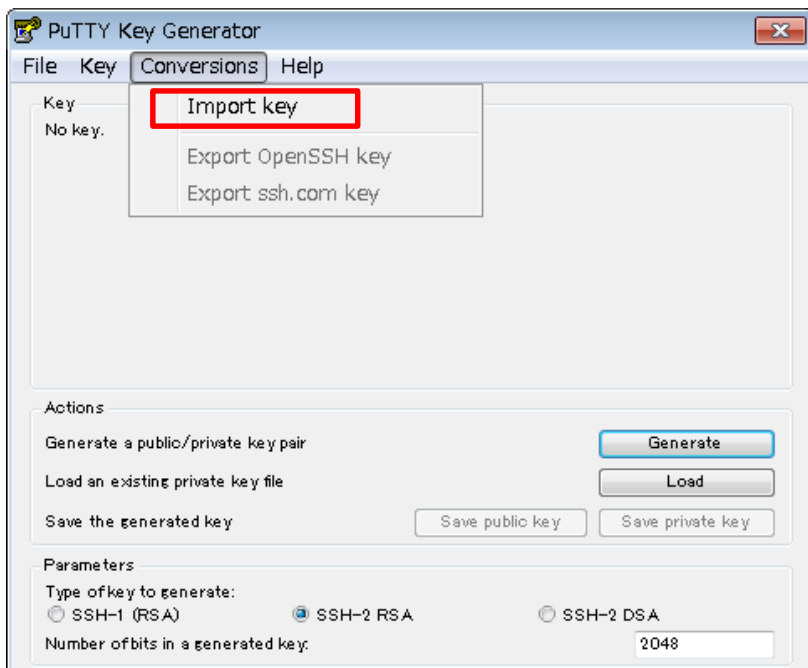 PuTTY Key Generator
File Key Conversions Help
Import key
Export OpenSSH key
Export ssh.com key
Key
No key.
Actions
Generate a public/private key pair Generate
Load an existing private key file Load
Save the generated key Save public key Save private key
Parameters
Type of key to generate:
SSH-1 (RSA) SSH-2 RSA SSH-2 DSA
Number of bits in a generated key: 2048